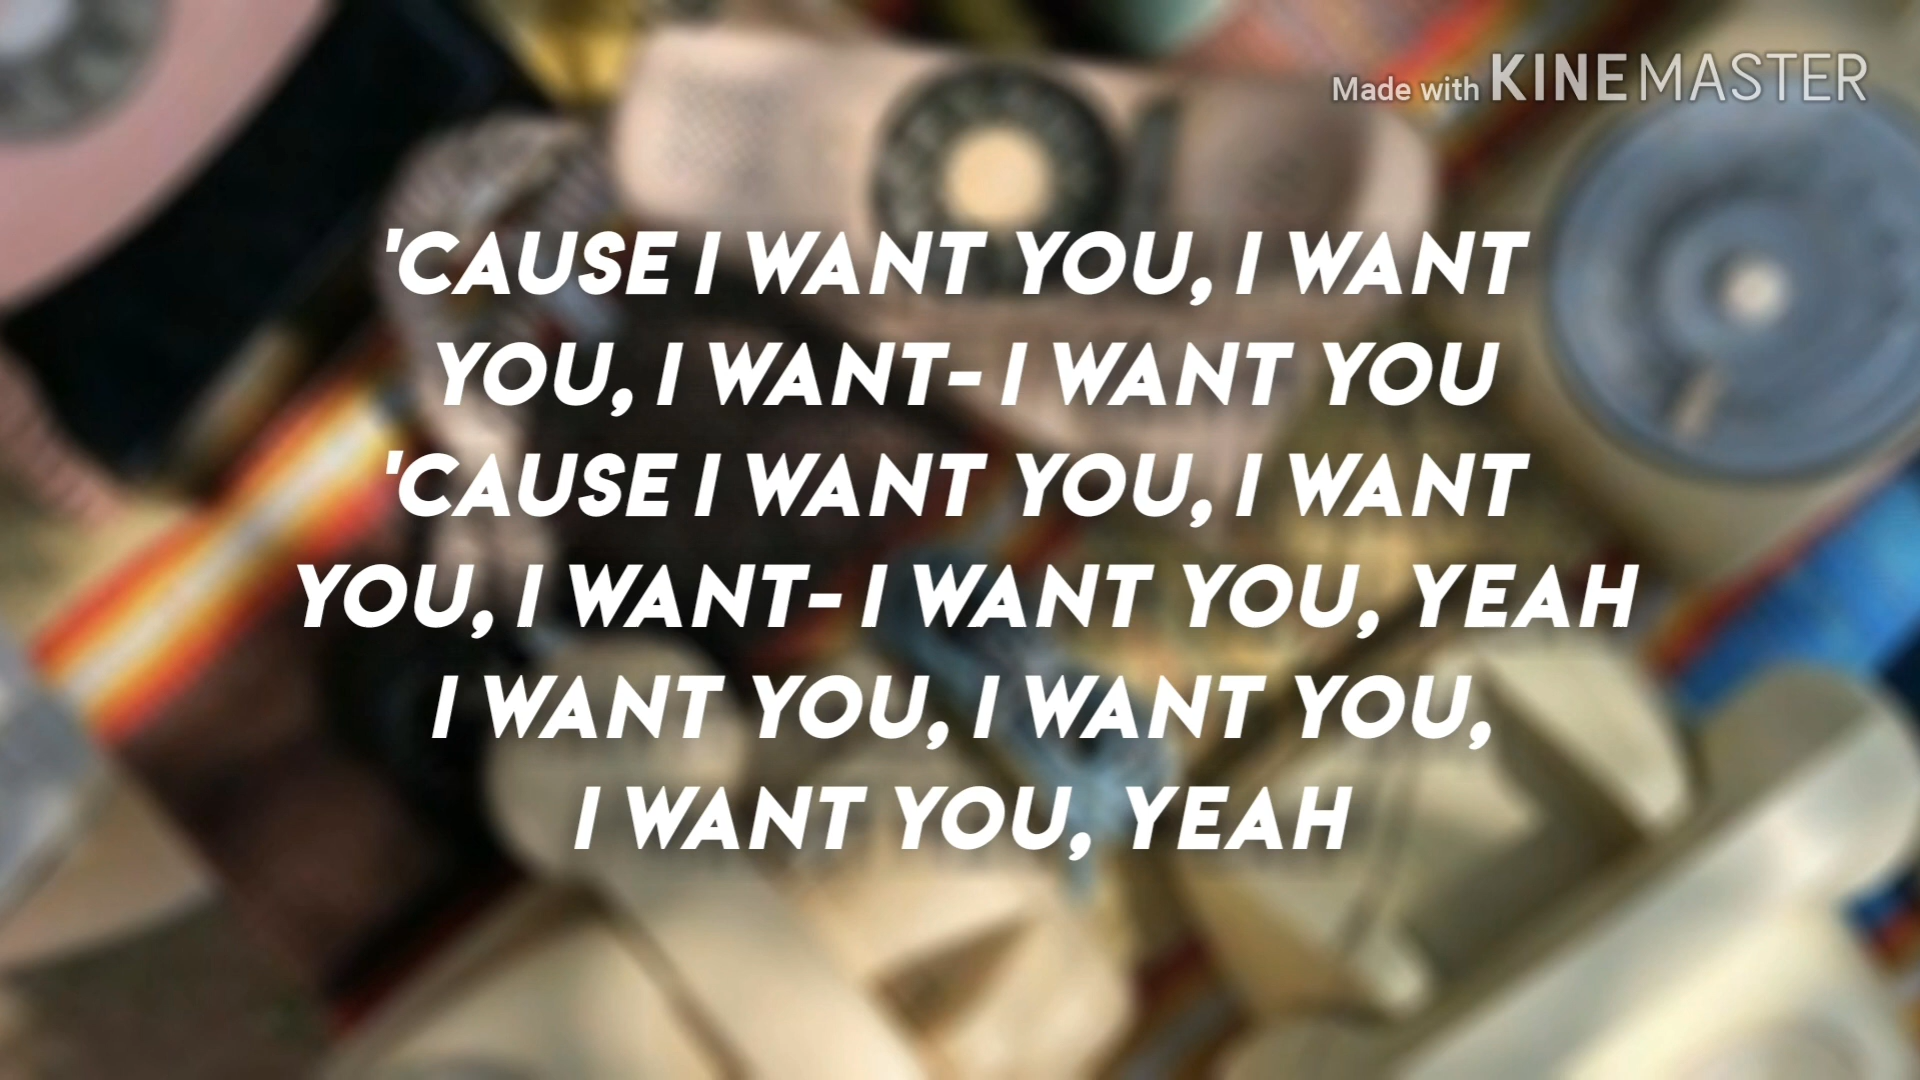 Made with KINEMASTER
'CAUSE I WANT YOU, I WANT
YOU, I WANT- I WANT YOU
'CAUSE I WANT YOU, I WANT
YOU, I WANT- I WANT YOU, YEAH
I WANT YOU, I WANT YOU,
I WANT YOU, YEAH